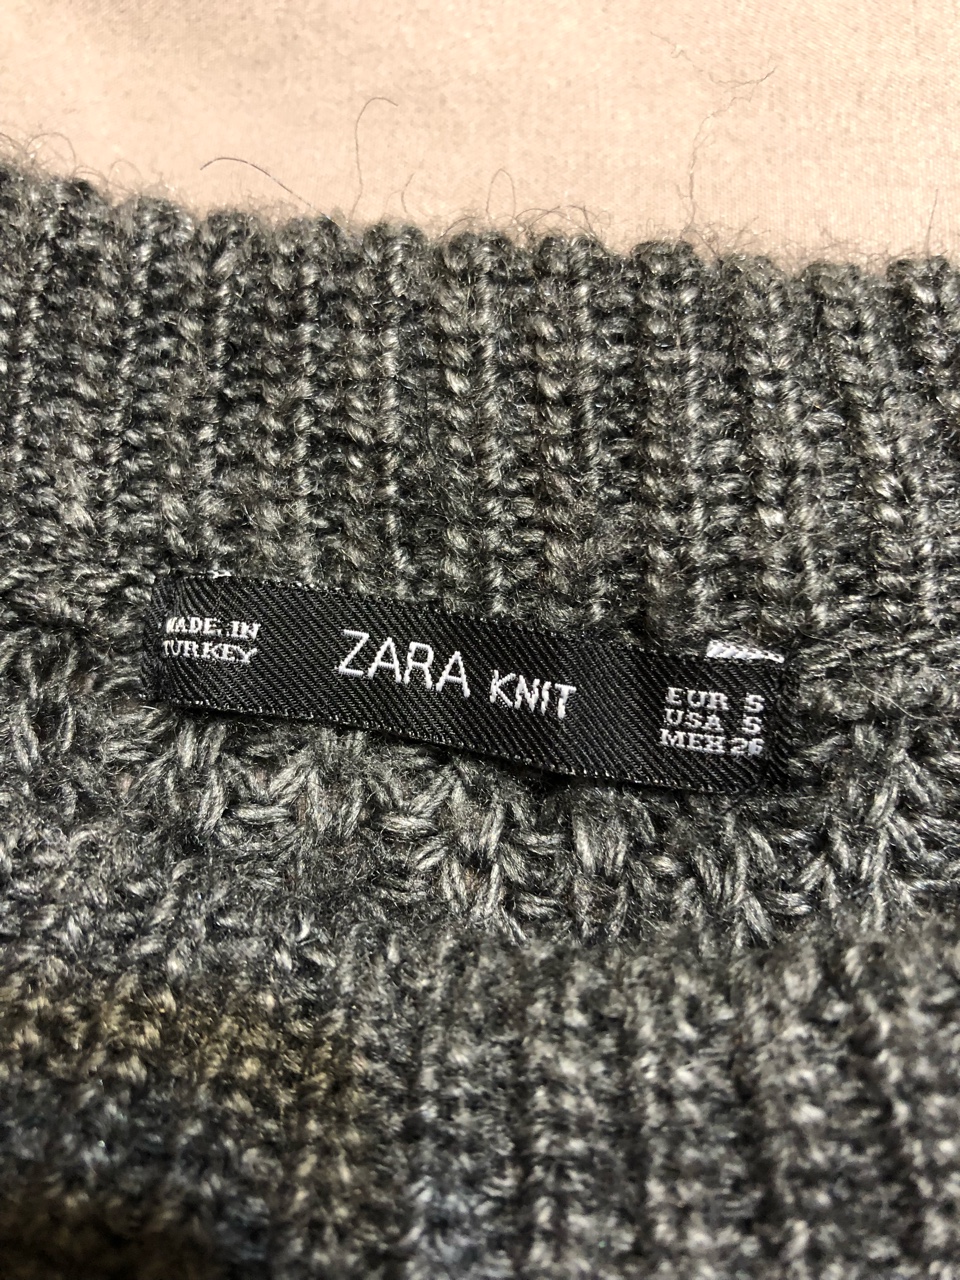 MADE IN
TURKEY
ZARA KNIT
EUR S
USA S
MEX 26